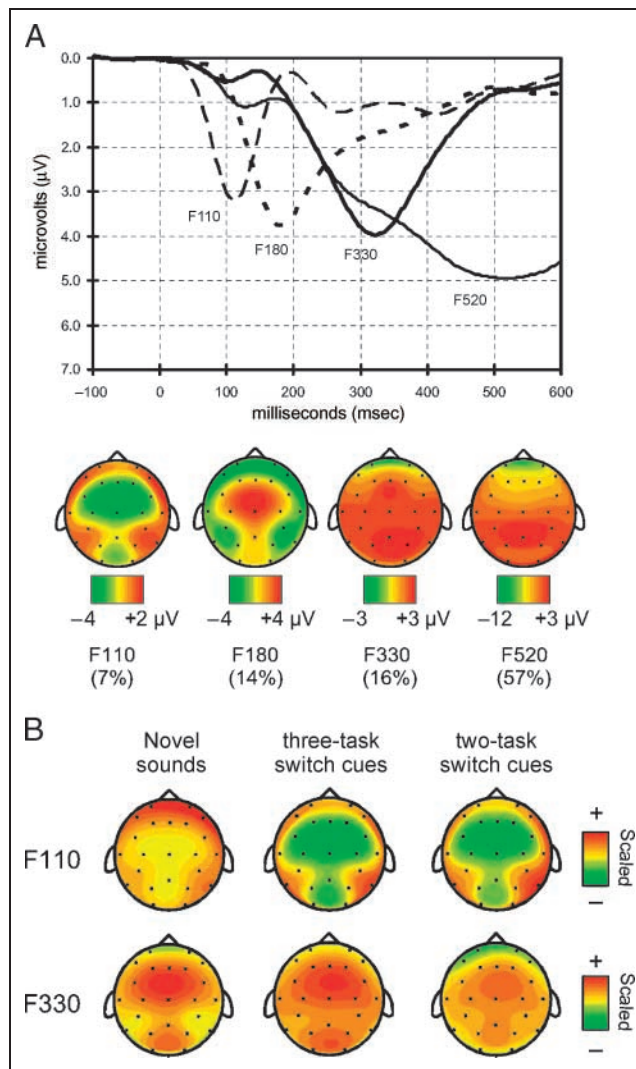 A
0.0
1.0
2.0
3.0
4.0
5.0
6.0
7.0
microvolts (µV)
F110
F180
F330
F520
−100 0 100 200 300 400 500 600
milliseconds (msec)
−4 +2 µV −4 +4 µV −3 +3 µV −12 +3 µV
F110 F180 F330 F520
(7%) (14%) (16%) (57%)
B
Novel three-task two-task
sounds switch cues switch cues
F110
+
Scaled
−
F330
+
Scaled
−